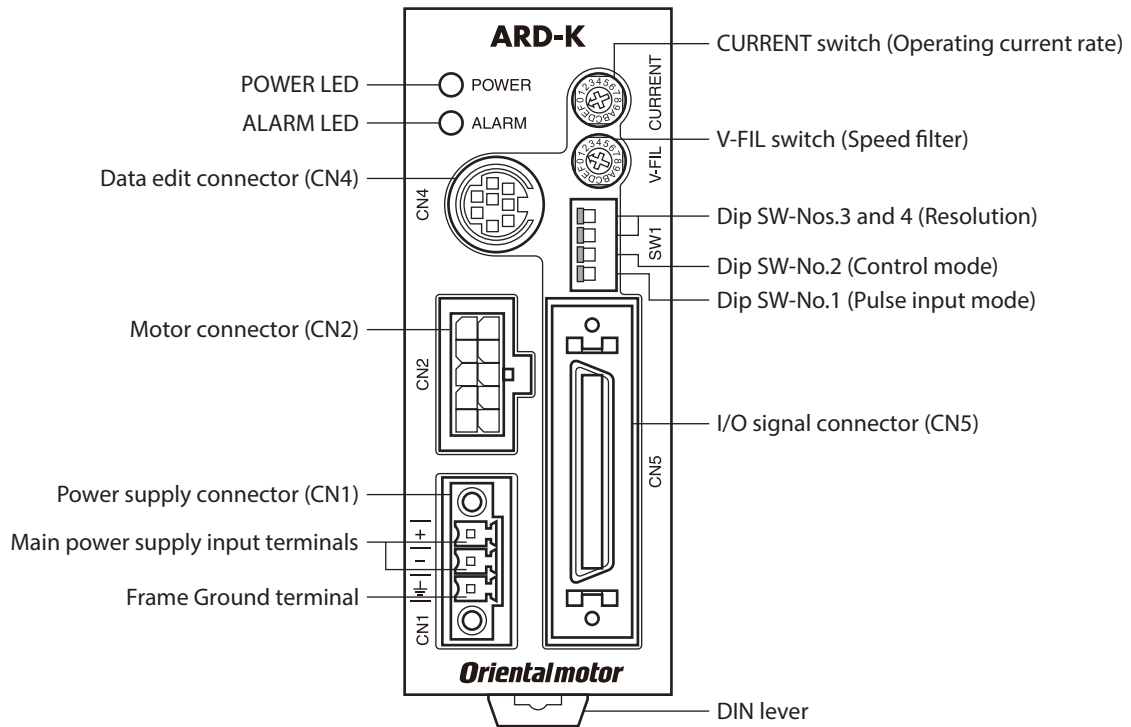 ARD-K
CURRENT switch (Operating current rate)
POWER LED
POWER
CURRENT
0123456789ABCDEF
ALARM LED
ALARM
V-FIL switch (Speed filter)
V-FIL
0123456789ABCDEF
Data edit connector (CN4)
CN4
Dip SW-Nos.3 and 4 (Resolution)
SW1
Dip SW-No.2 (Control mode)
Dip SW-No.1 (Pulse input mode)
Motor connector (CN2)
CN2
I/O signal connector (CN5)
CN5
Power supply connector (CN1)
+
Main power supply input terminals
-
Frame Ground terminal
CN1
Orientalmotor
DIN lever